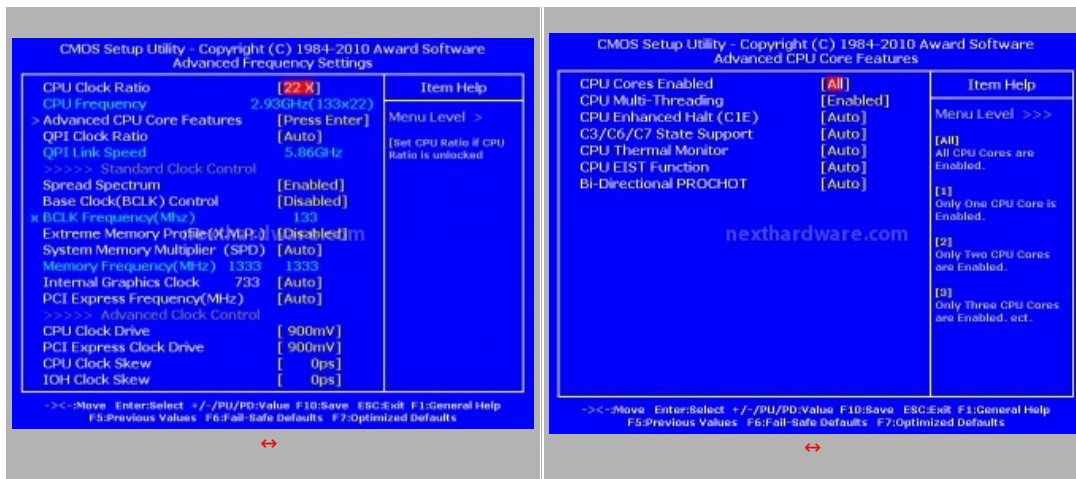 CMOS Setup Utility - Copyright (C) 1984-2010 Award Software
Advanced Frequency Settings
CPU Clock Ratio [22 X]
CPU Frequency 2.93GHz(133x22)
> Advanced CPU Core Features [Press Enter]
QPI Clock Ratio [Auto]
QPI Link Speed 5.86GHz
>>>>> Standard Clock Control
Spread Spectrum [Enabled]
Base Clock(BCLK) Control [Disabled]
x BCLK Frequency(Mhz) 133
Extreme Memory Profile(X.M.P.) [Disabled]
System Memory Multiplier (SPD) [Auto]
Memory Frequency(MHz) 1333 1333
Internal Graphics Clock 733 [Auto]
PCI Express Frequency(MHz) [Auto]
>>>>> Advanced Clock Control
CPU Clock Drive [ 900mV]
PCI Express Clock Drive [ 900mV]
CPU Clock Skew [ 0ps]
IOH Clock Skew [ 0ps]
Item Help
Menu Level >
[Set CPU Ratio if CPU
Ratio is unlocked
-><-:Move Enter:Select +/-/PU/PD:Value F10:Save ESC:Exit F1:General Help
F5:Previous Values F6:Fail-Safe Defaults F7:Optimized Defaults
CMOS Setup Utility - Copyright (C) 1984-2010 Award Software
Advanced CPU Core Features
CPU Cores Enabled [All]
CPU Multi-Threading [Enabled]
CPU Enhanced Halt (C1E) [Auto]
C3/C6/C7 State Support [Auto]
CPU Thermal Monitor [Auto]
CPU EIST Function [Auto]
Bi-Directional PROCHOT [Auto]
nexthardware.com
Item Help
Menu Level >>>
[All]
All CPU Cores are
Enabled.
[1]
Only One CPU Core is
Enabled.
[2]
Only Two CPU Cores
are Enabled.
[3]
Only Three CPU Cores
are Enabled. ect.
-><-:Move Enter:Select +/-/PU/PD:Value F10:Save ESC:Exit F1:General Help
F5:Previous Values F6:Fail-Safe Defaults F7:Optimized Defaults